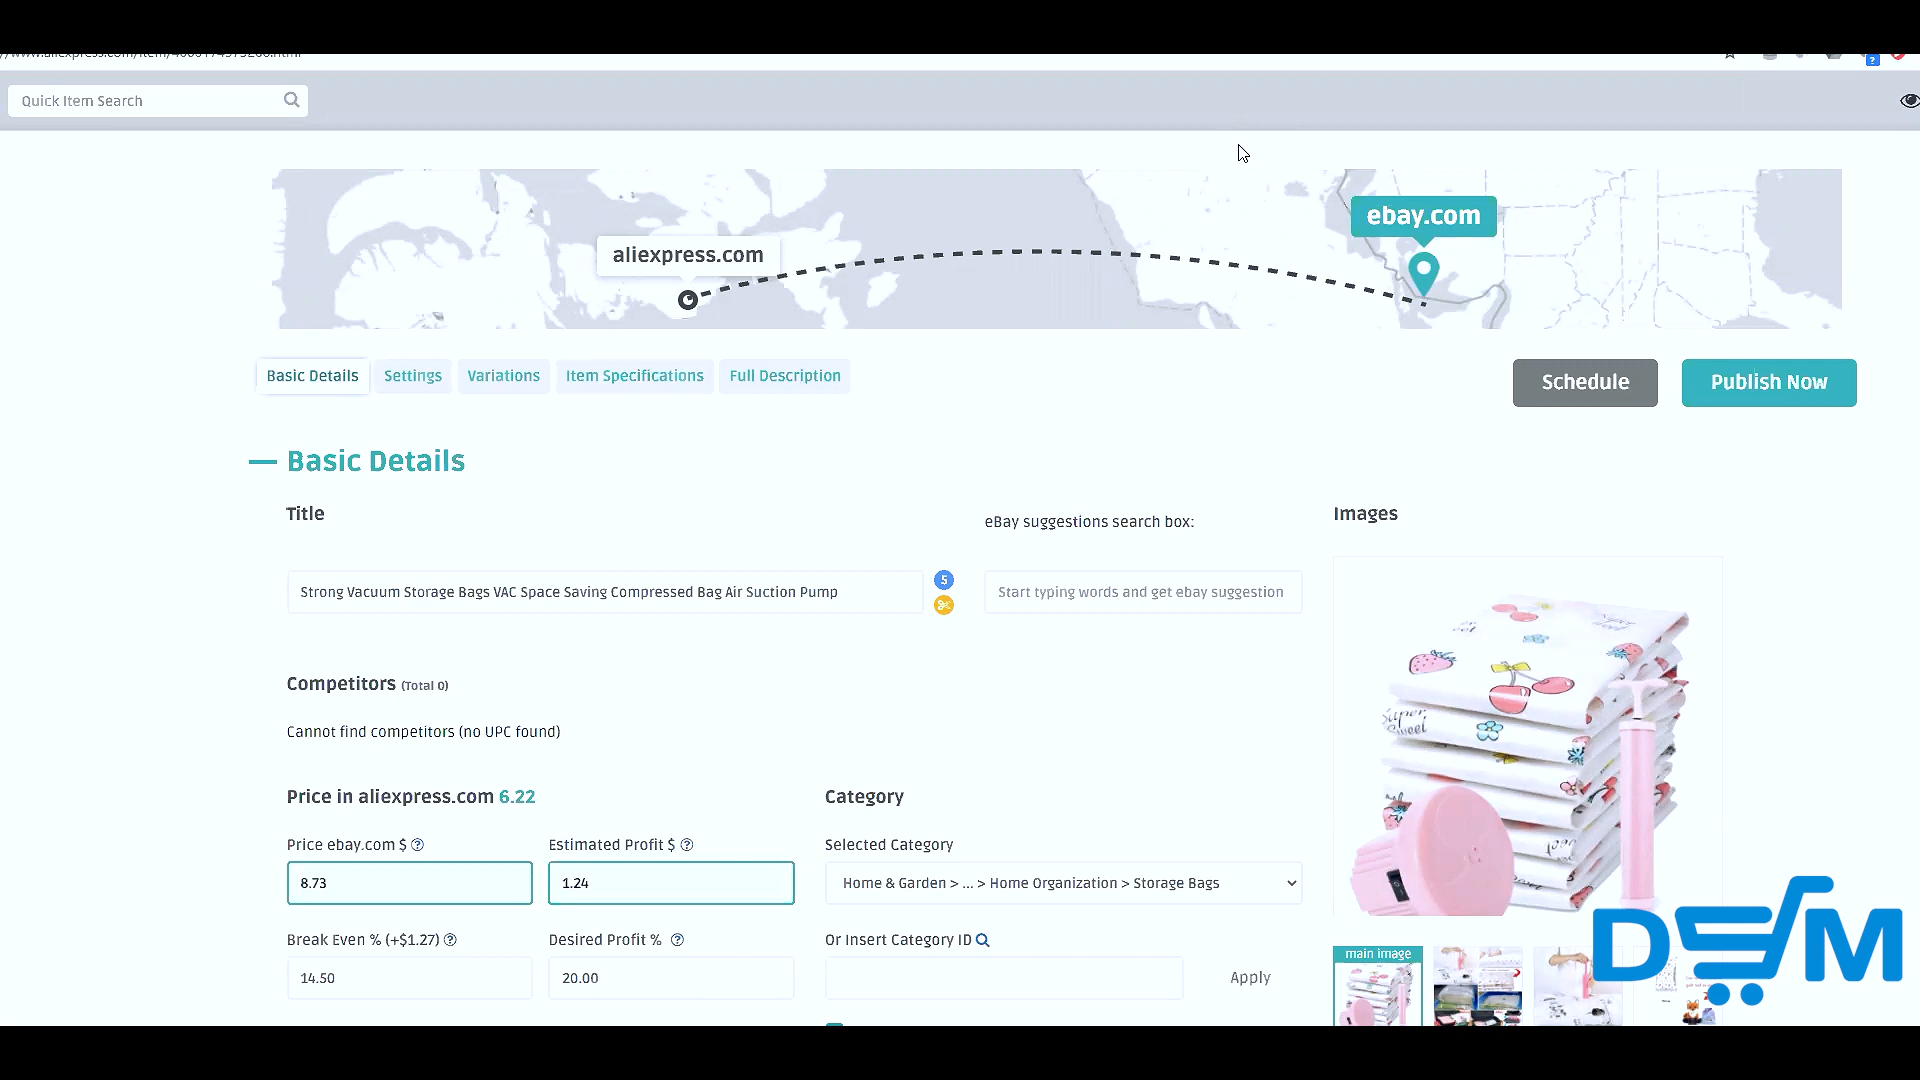 Quick Item Search
aliexpress.com
ebay.com
Basic Details
Settings
Variations
Item Specifications
Full Description
Schedule
Publish Now
Basic Details
Title
eBay suggestions search box:
Images
Strong Vacuum Storage Bags VAC Space Saving Compressed Bag Air Suction Pump
5
Start typing words and get ebay suggestion
Competitors (Total 0)
Cannot find competitors (no UPC found)
Price in aliexpress.com 6.22
Category
Price ebay.com $
Estimated Profit $
Selected Category
8.73
1.24
Home & Garden > ... > Home Organization > Storage Bags
Break Even % (+$1.27)
Desired Profit %
Or Insert Category ID
14.50
20.00
Apply
Super
Sweet
main image
DSM